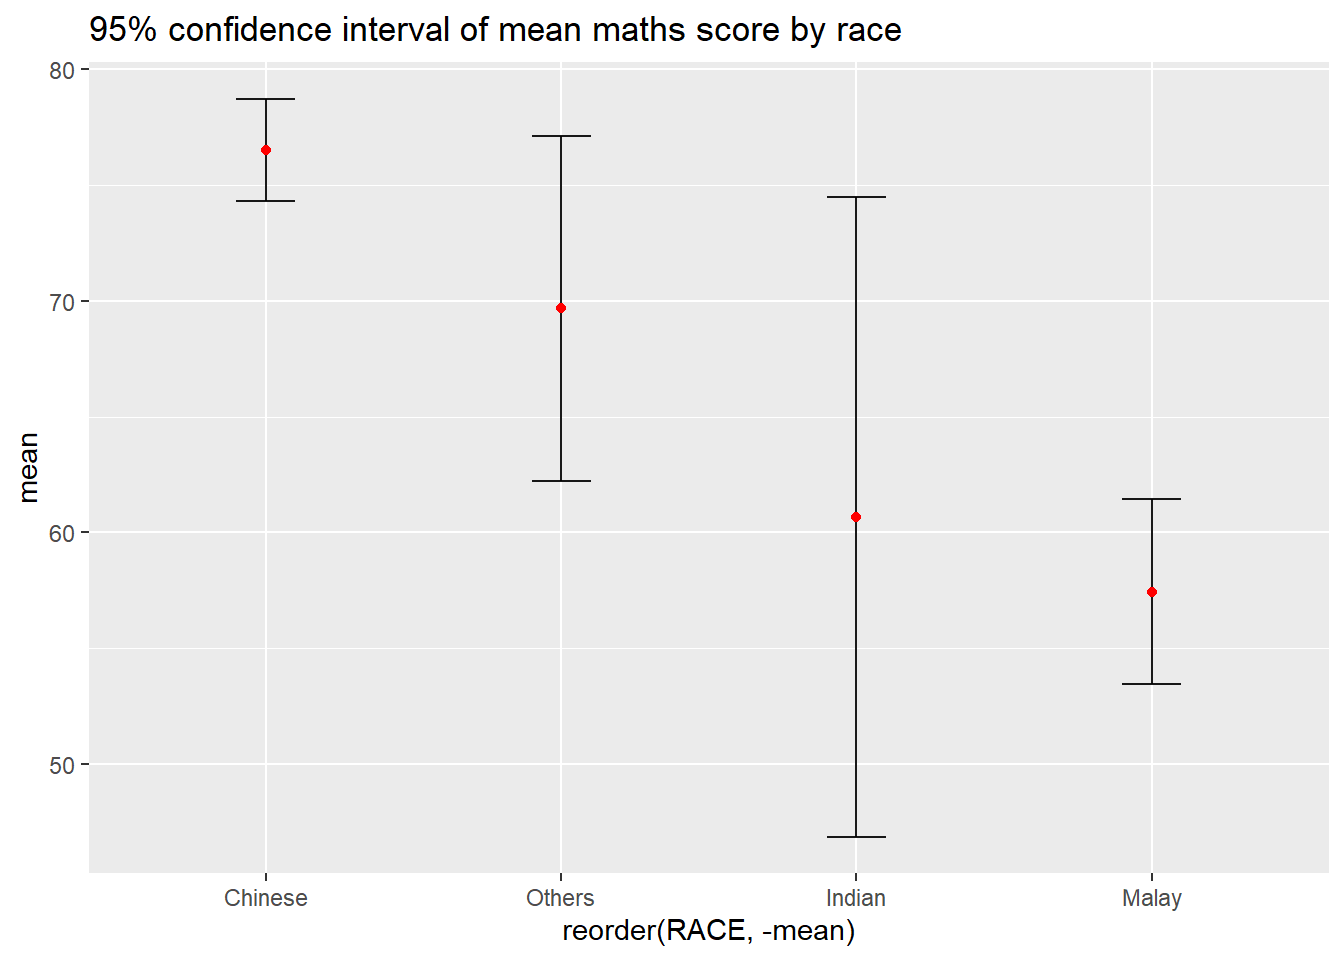 95% confidence interval of mean maths score by race
80
70
60
50
mean
Chinese Others Indian Malay
reorder(RACE, -mean)